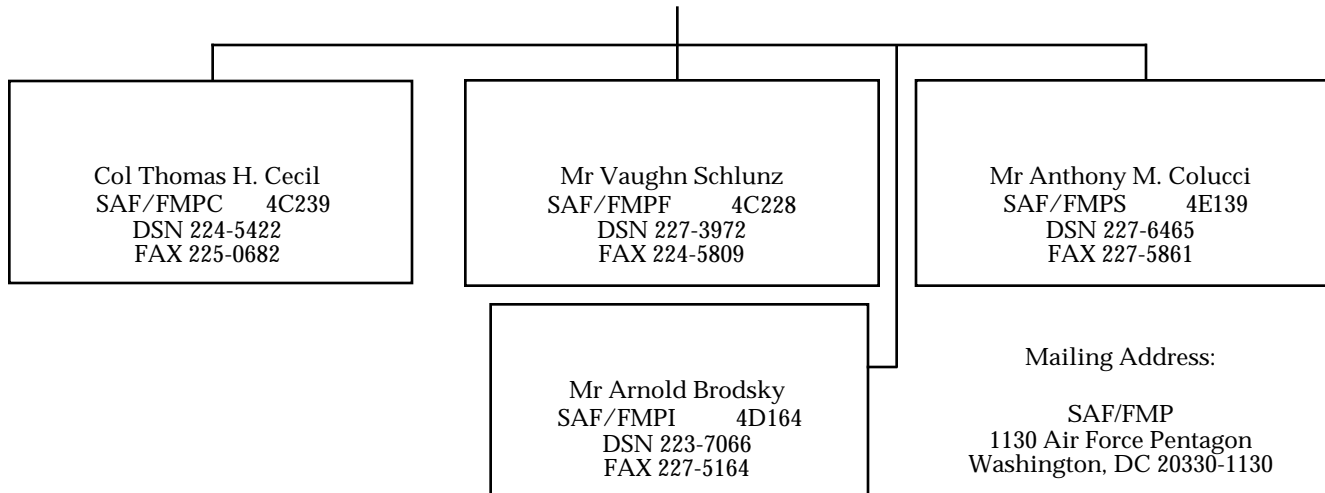 Col Thomas H. Cecil
SAF/FMPC 4C239
DSN 224-5422
FAX 225-0682
Mr Vaughn Schlunz
SAF/FMPF 4C228
DSN 227-3972
FAX 224-5809
Mr Anthony M. Colucci
SAF/FMPS 4E139
DSN 227-6465
FAX 227-5861
Mr Arnold Brodsky
SAF/FMPI 4D164
DSN 223-7066
FAX 227-5164
Mailing Address:
SAF/FMP
1130 Air Force Pentagon
Washington, DC 20330-1130